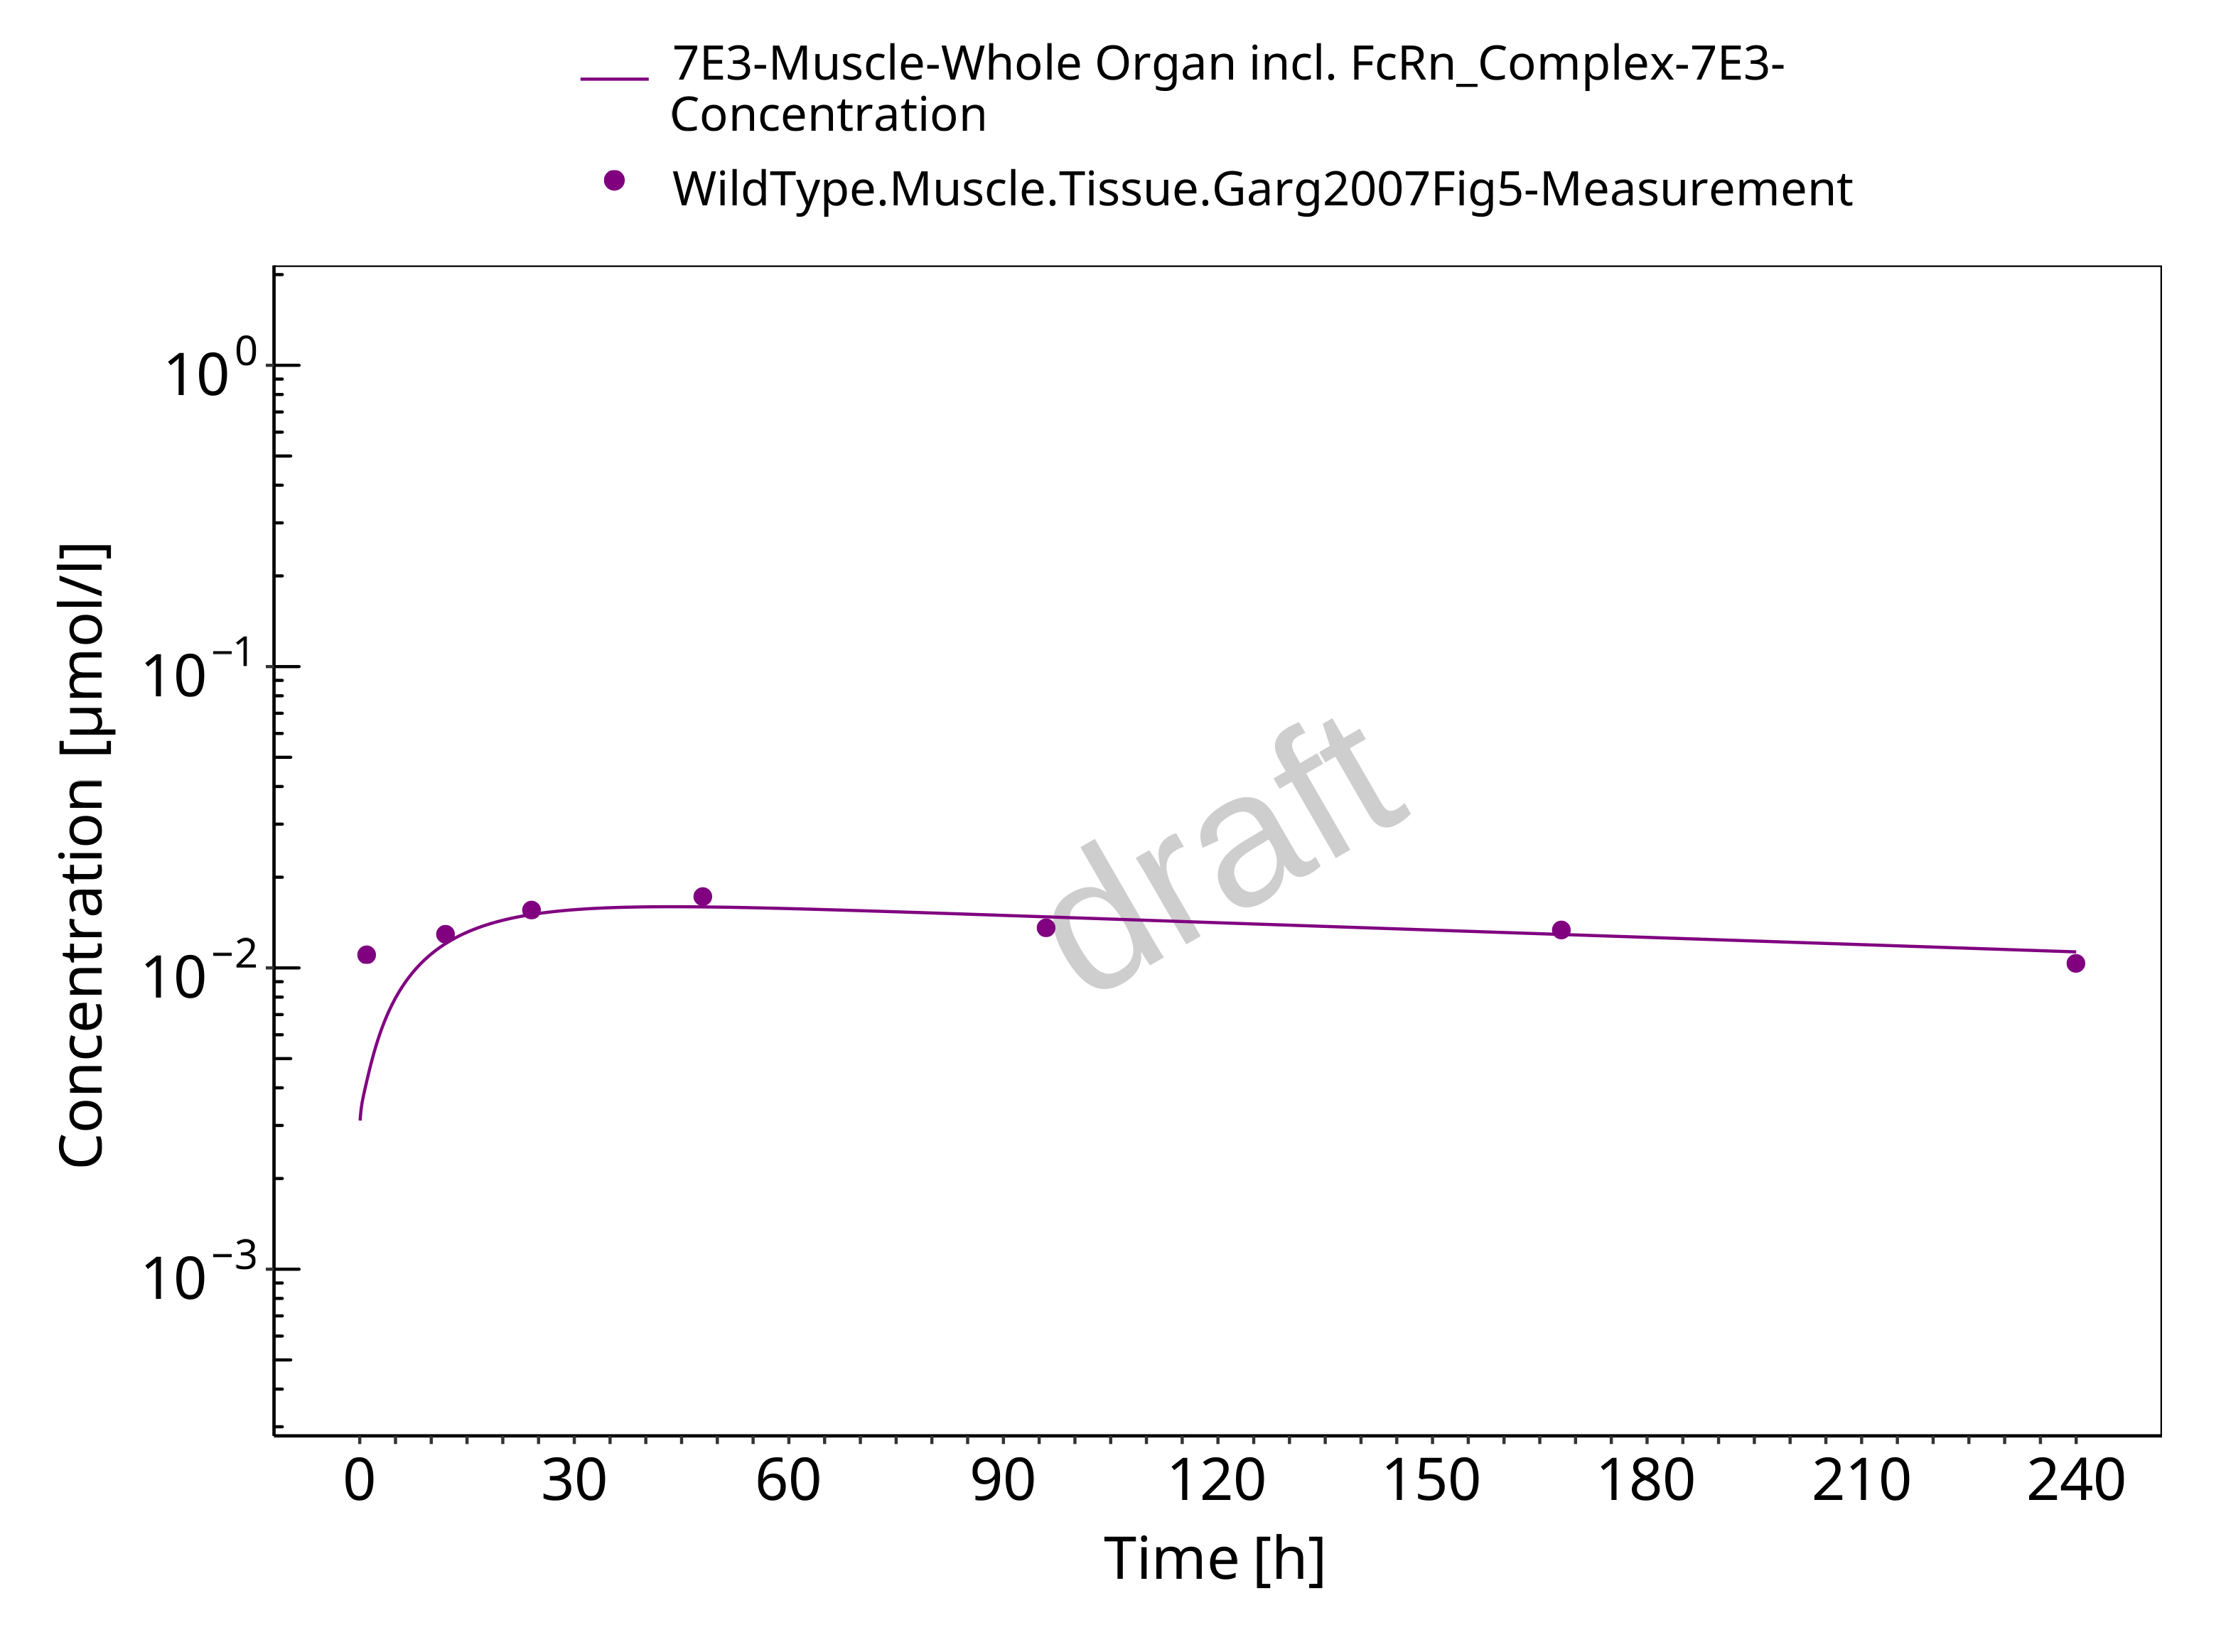 7E3-Muscle-Whole Organ incl. FcRn_Complex-7E3-
Concentration
WildType.Muscle.Tissue.Garg2007Fig5-Measurement
10^0
10^−1
10^−2
10^−3
Concentration [µmol/l]
draft
0 30 60 90 120 150 180 210 240
Time [h]